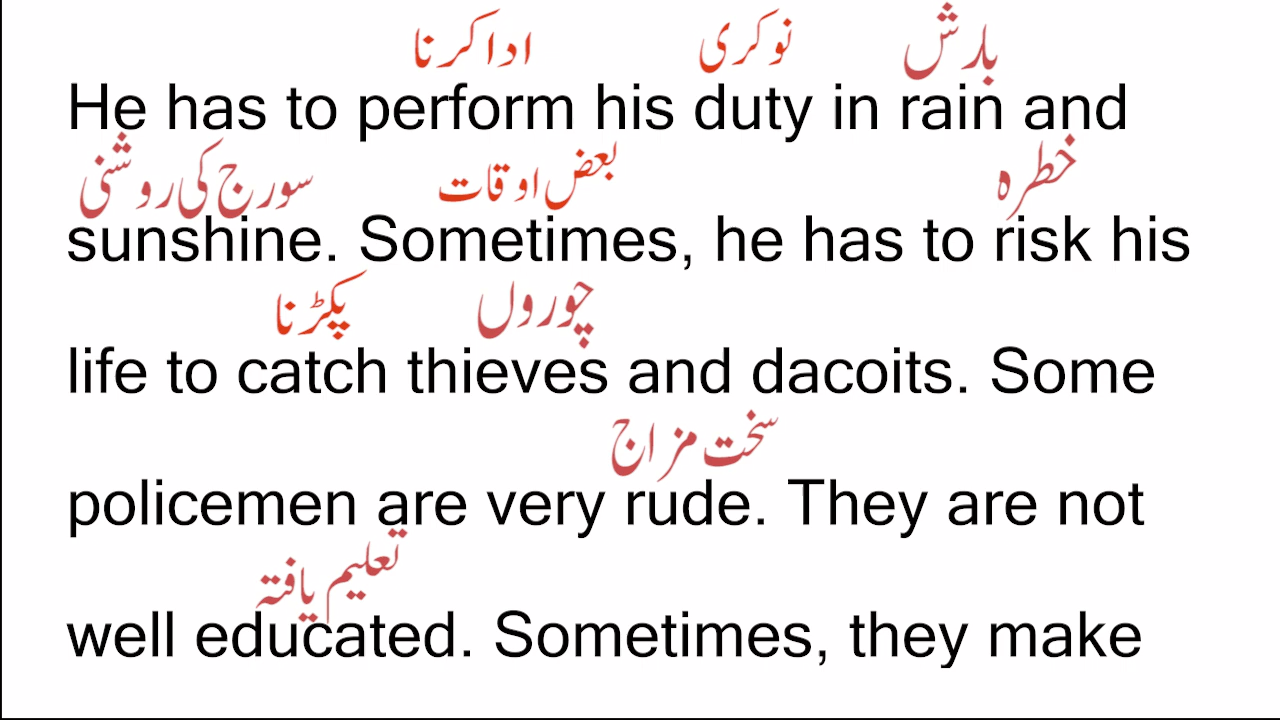 ادا کرنا نوکری بارش
He has to perform his duty in rain and
سورج کی روشنی بعض اوقات خطرہ
sunshine. Sometimes, he has to risk his
پکڑنا چوروں
life to catch thieves and dacoits. Some
سخت مزاج
policemen are very rude. They are not
تعلیم یافتہ
well educated. Sometimes, they make